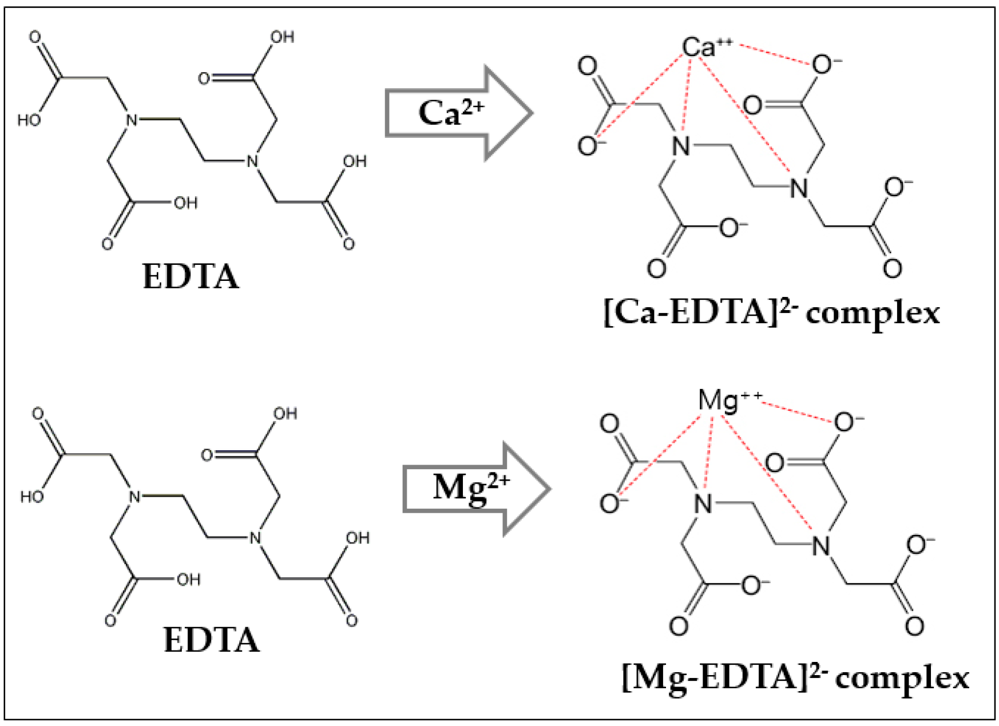 O
OH
O
HO
N
N
OH
OH
O
O
EDTA
Ca²⁺
Ca⁺⁺
O
O⁻
O
O⁻
N
N
O⁻
O⁻
O
O
[Ca-EDTA]²⁻ complex
O
OH
O
HO
N
N
OH
OH
O
O
EDTA
Mg²⁺
Mg⁺⁺
O
O⁻
O
O⁻
N
N
O⁻
O⁻
O
O
[Mg-EDTA]²⁻ complex